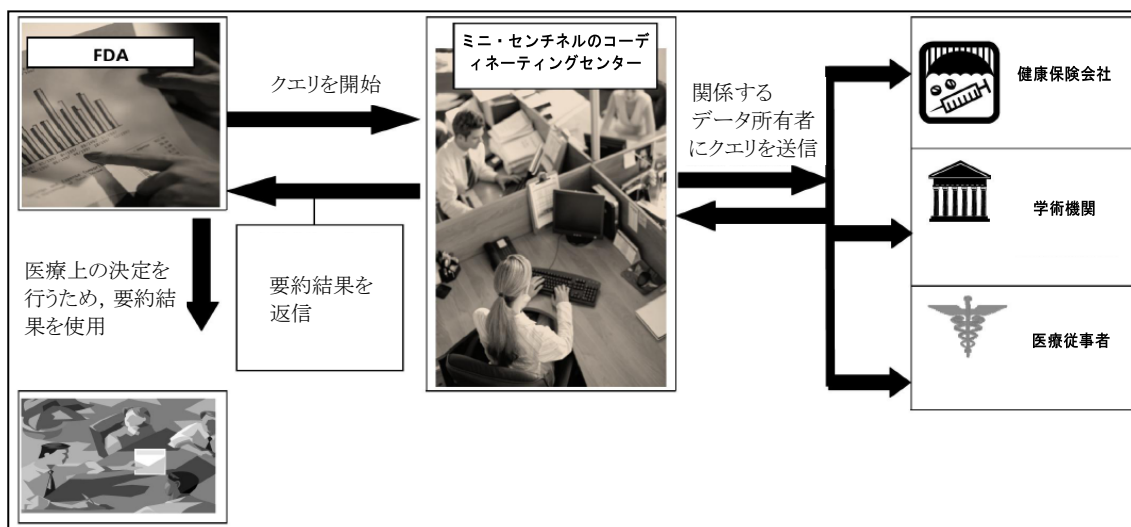 FDA
クエリを開始
ミニ・センチネルのコーデ
ィネーティングセンター
関係する
データ所有者
にクエリを送信
健康保険会社
学術機関
医療従事者
医療上の決定を
行うため，要約結
果を使用
要約結果を
返信